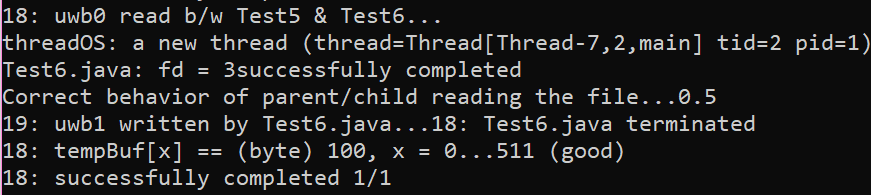 18: uwb0 read b/w Test5 & Test6...
threadOS: a new thread (thread=Thread[Thread-7,2,main] tid=2 pid=1)
Test6.java: fd = 3successfully completed
Correct behavior of parent/child reading the file...0.5
19: uwb1 written by Test6.java...18: Test6.java terminated
18: tempBuf[x] == (byte) 100, x = 0...511 (good)
18: successfully completed 1/1